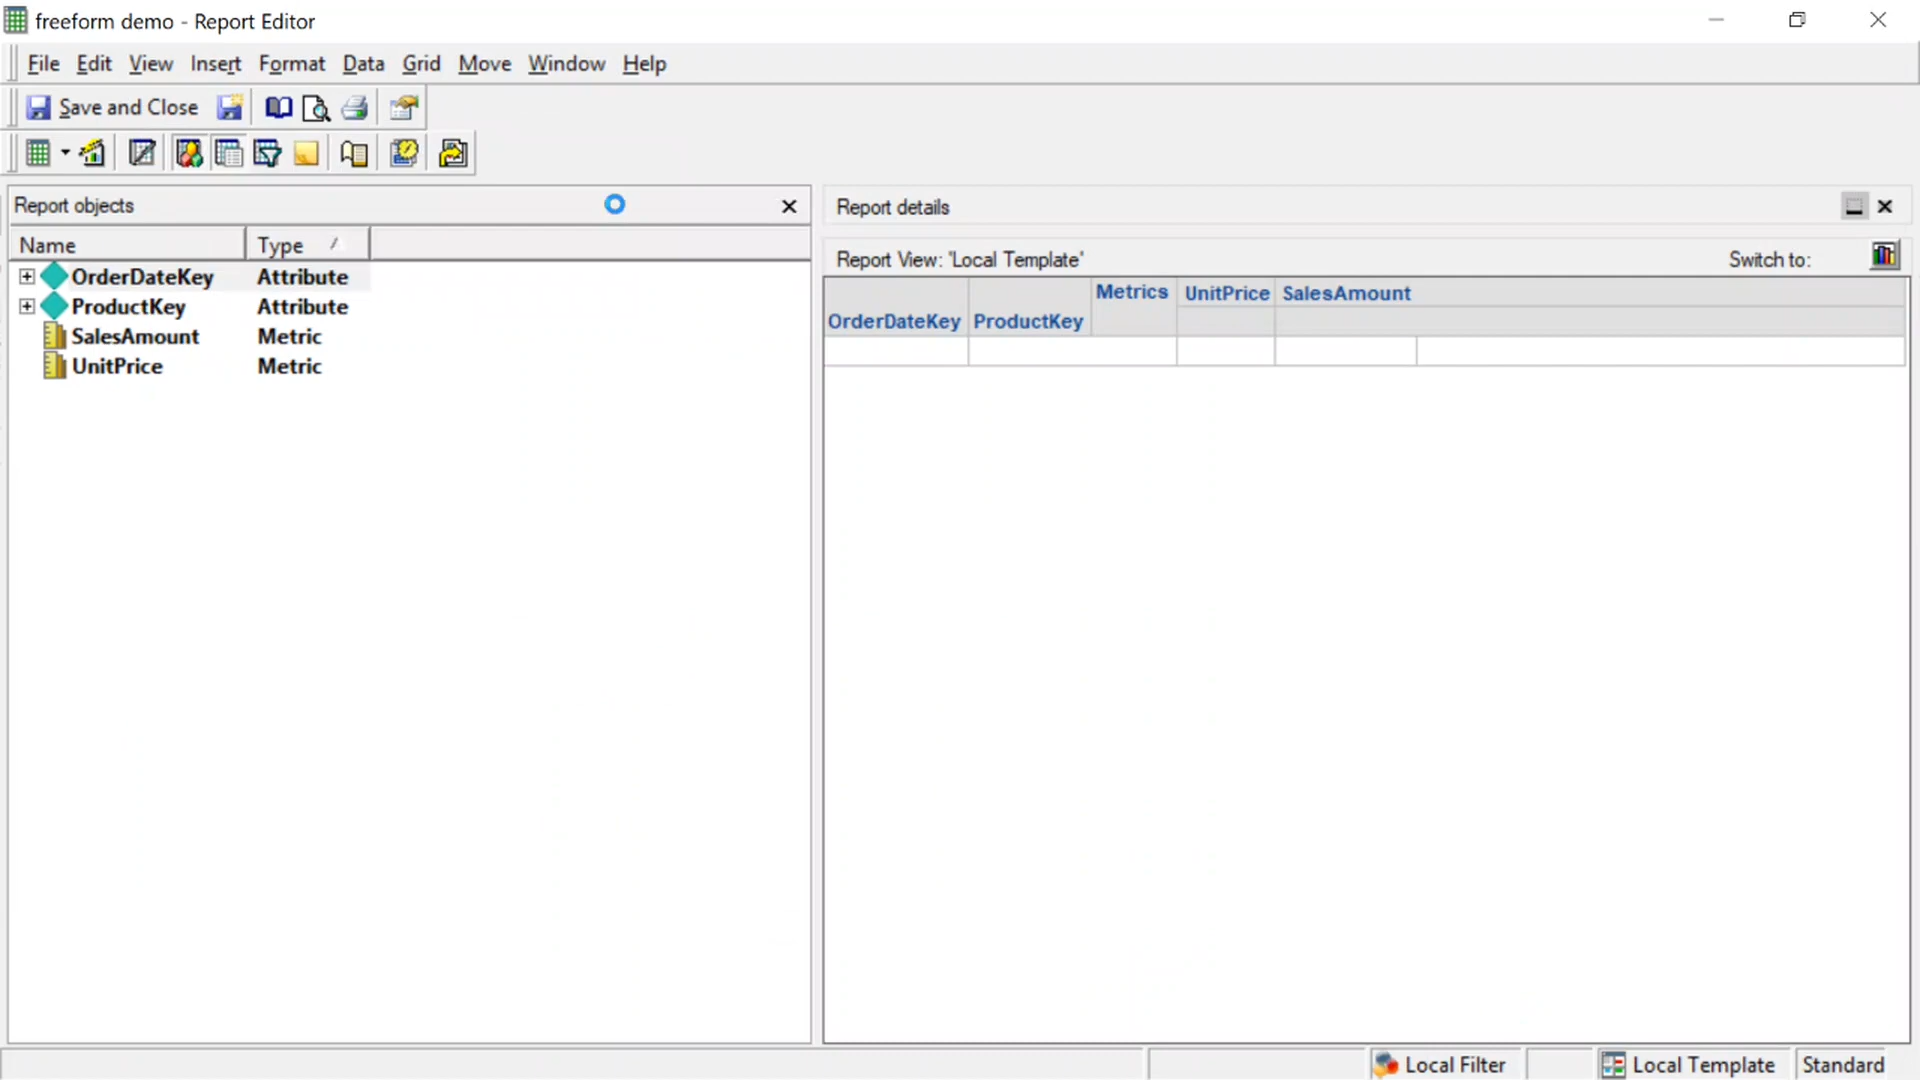 freeform demo - Report Editor
File Edit View Insert Format Data Grid Move Window Help
Save and Close
Report objects
Name Type
OrderDateKey Attribute
ProductKey Attribute
SalesAmount Metric
UnitPrice Metric
Report details
Report View: 'Local Template' Switch to:
Metrics UnitPrice SalesAmount
OrderDateKey ProductKey
Local Filter Local Template Standard